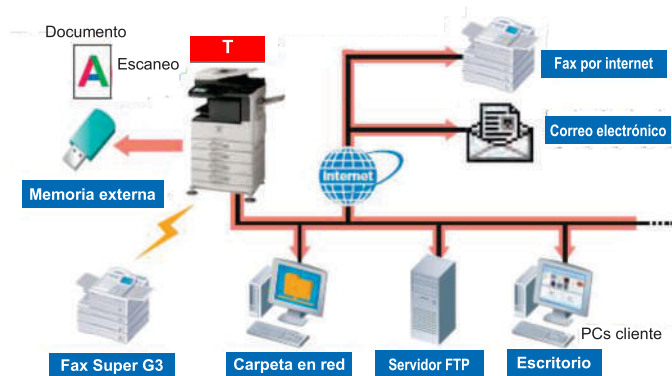 Documento
T
Escaneo
A
Fax por internet
Correo electrónico
Internet
Memoria externa
PCs cliente
Fax Super G3
Carpeta en red
Servidor FTP
Escritorio